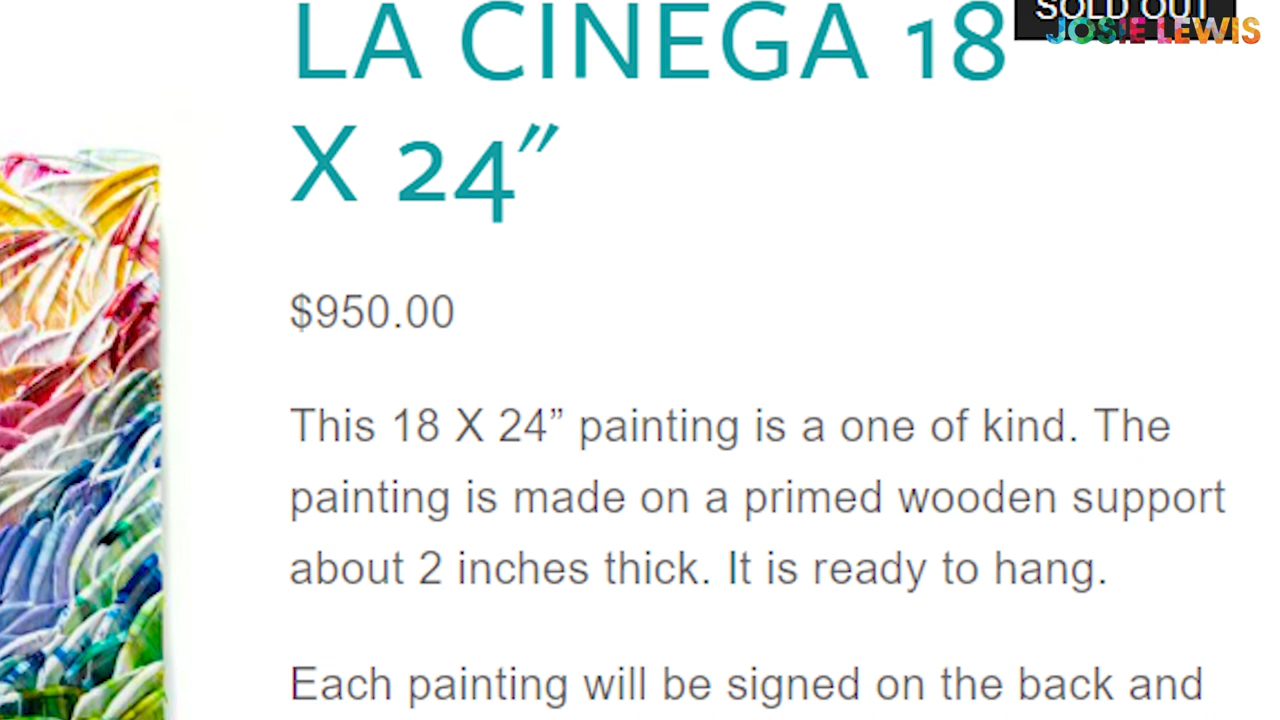 SOLD OUT
JOSIE LEWIS
LA CINEGA 18
X 24″
$950.00
This 18 X 24” painting is a one of kind. The
painting is made on a primed wooden support
about 2 inches thick. It is ready to hang.
Each painting will be signed on the back and